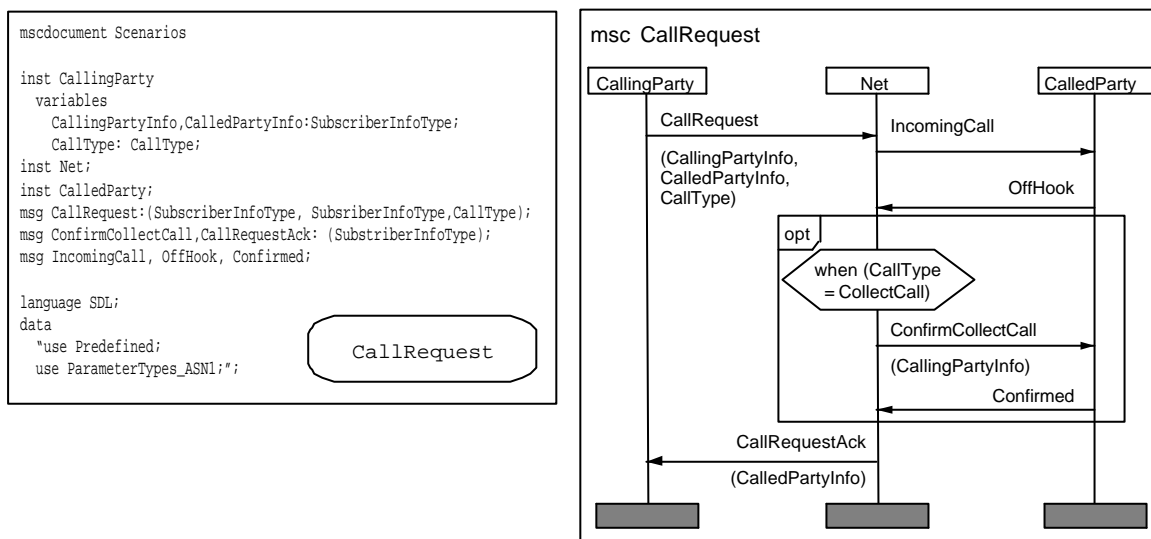 mscdocument Scenarios
inst CallingParty
variables
CallingPartyInfo,CalledPartyInfo:SubscriberInfoType;
CallType: CallType;
inst Net;
inst CalledParty;
msg CallRequest:(SubscriberInfoType, SubsriberInfoType,CallType);
msg ConfirmCollectCall,CallRequestAck: (SubstriberInfoType);
msg IncomingCall, OffHook, Confirmed;
language SDL;
data
“use Predefined;
use ParameterTypes_ASN1;”;
CallRequest
msc CallRequest
CallingParty
Net
CalledParty
CallRequest
(CallingPartyInfo,
CalledPartyInfo,
CallType)
IncomingCall
OffHook
opt
when (CallType
= CollectCall)
ConfirmCollectCall
(CallingPartyInfo)
Confirmed
CallRequestAck
(CalledPartyInfo)